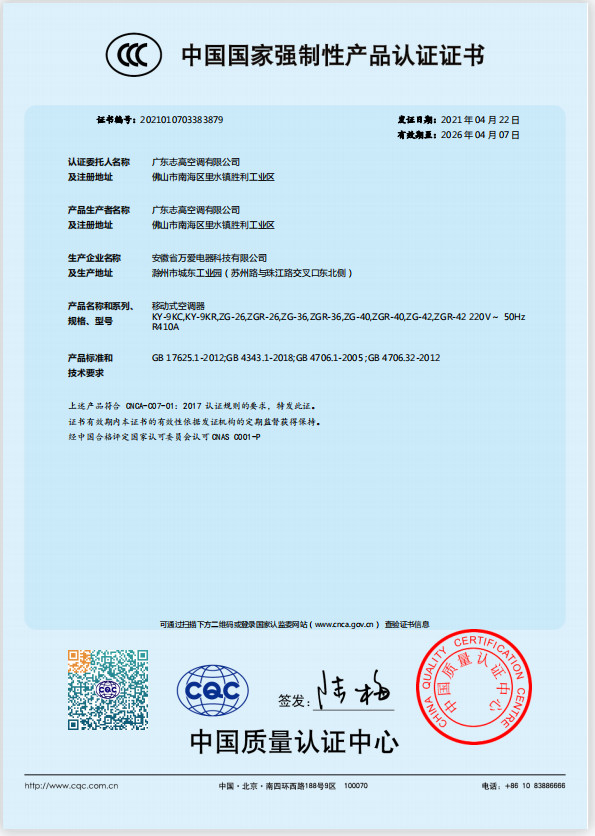 中国国家强制性产品认证证书
证书编号：2021010703383879
发证日期：2021 年 04 月 22 日
有效期至：2026 年 04 月 07 日
认证委托人名称 广东志高空调有限公司
及注册地址 佛山市南海区里水镇胜利工业区
产品生产者名称 广东志高空调有限公司
及注册地址 佛山市南海区里水镇胜利工业区
生产企业名称 安徽省万爱电器科技有限公司
及生产地址 滁州市城东工业园（苏州路与珠江路交叉口东北侧）
产品名称和系列、 移动式空调器
规格、型号 KY-9KC,KY-9KR,ZG-26,ZGR-26,ZG-36,ZGR-36,ZG-40,ZGR-40,ZG-42,ZGR-42 220V～ 50Hz
R410A
产品标准和 GB 17625.1-2012;GB 4343.1-2018;GB 4706.1-2005 ;GB 4706.32-2012
技术要求
上述产品符合 CNCA-C07-01：2017 认证规则的要求，特发此证。
证书有效期内本证书的有效性依据发证机构的定期监督获得保持。
经中国合格评定国家认可委员会认可 CNAS C001-P
可通过扫描下方二维码或登录国家认监委网站（www.cnca.gov.cn） 查验证书信息
CQC
CQC
签发：
CHINA QUALITY CERTIFICATION CENTRE
中国质量认证中心
中国质量认证中心
http://www.cqc.com.cn
中国·北京·南四环西路188号9区 100070
电话：+86 10 83886666